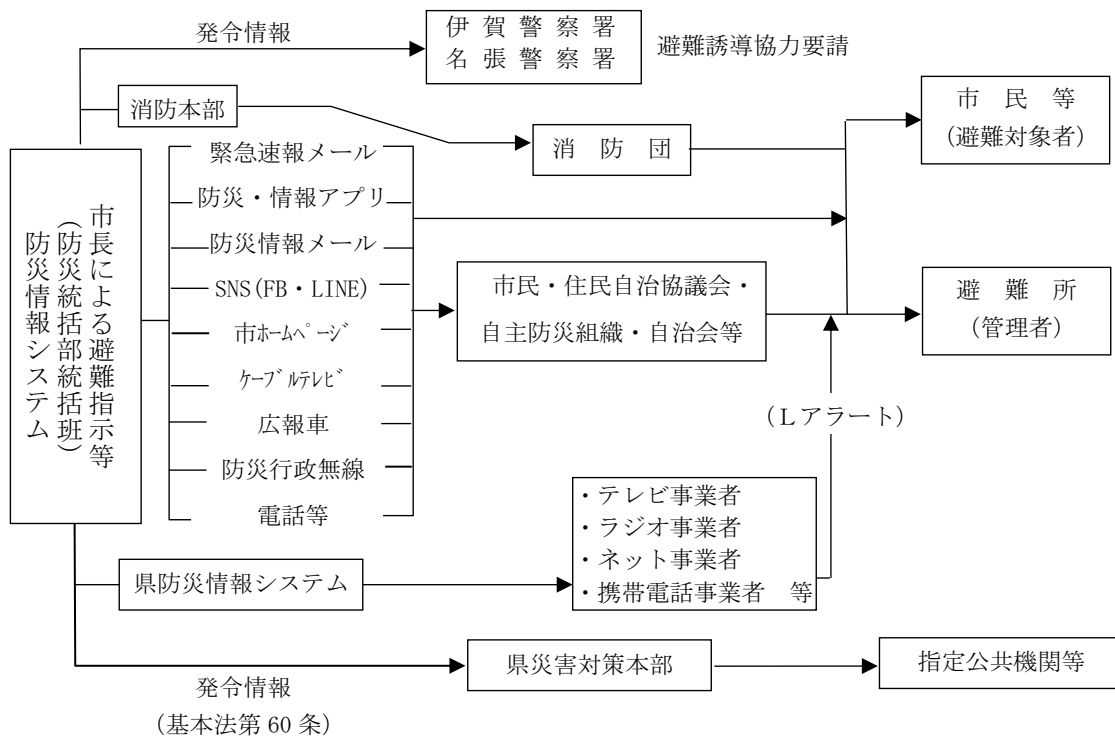 発令情報
伊賀警察署
名張警察署
避難誘導協力要請
消防本部
消防団
市民等
(避難対象者)
市長による避難指示等
(防災統括部統括班)
防災情報システム
緊急速報メール
防災・情報アプリ
防災情報メール
SNS(FB・LINE)
市ﾎｰﾑﾍﾟｰｼﾞ
ｹｰﾌﾞﾙﾃﾚﾋﾞ
広報車
防災行政無線
電話等
市民・住民自治協議会・
自主防災組織・自治会等
避難所
(管理者)
(Lアラート)
県防災情報システム
・テレビ事業者
・ラジオ事業者
・ネット事業者
・携帯電話事業者 等
県災害対策本部
指定公共機関等
発令情報
(基本法第 60 条)